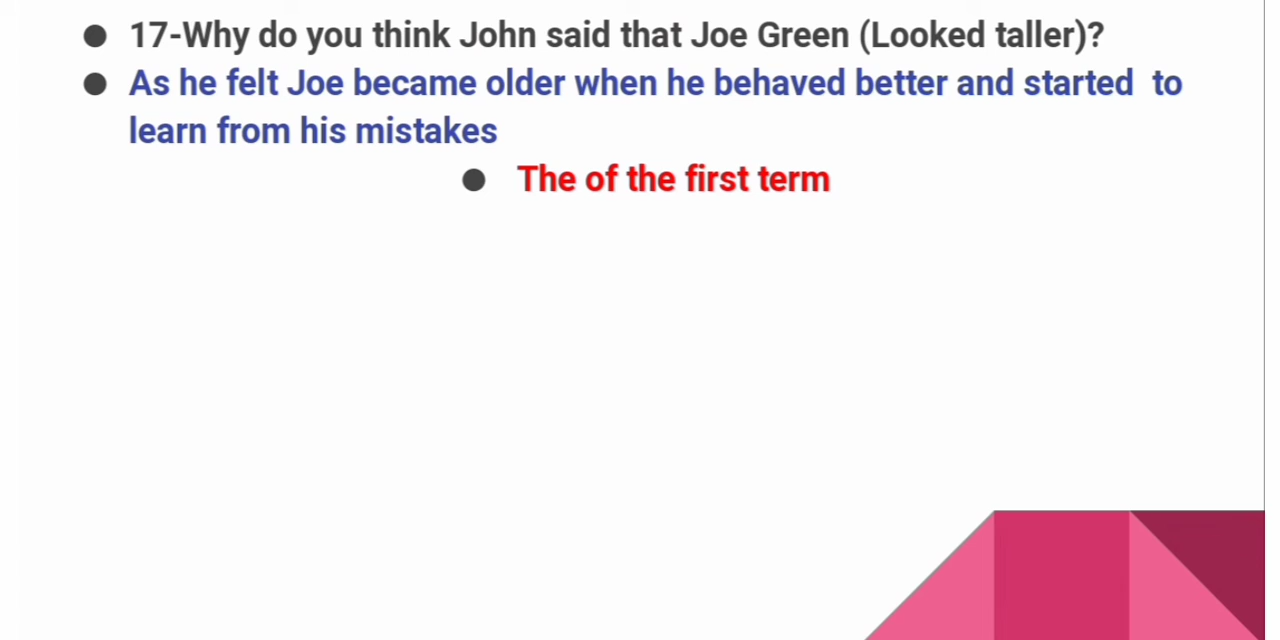 ● 17-Why do you think John said that Joe Green (Looked taller)?
● As he felt Joe became older when he behaved better and started to
learn from his mistakes
● The of the first term